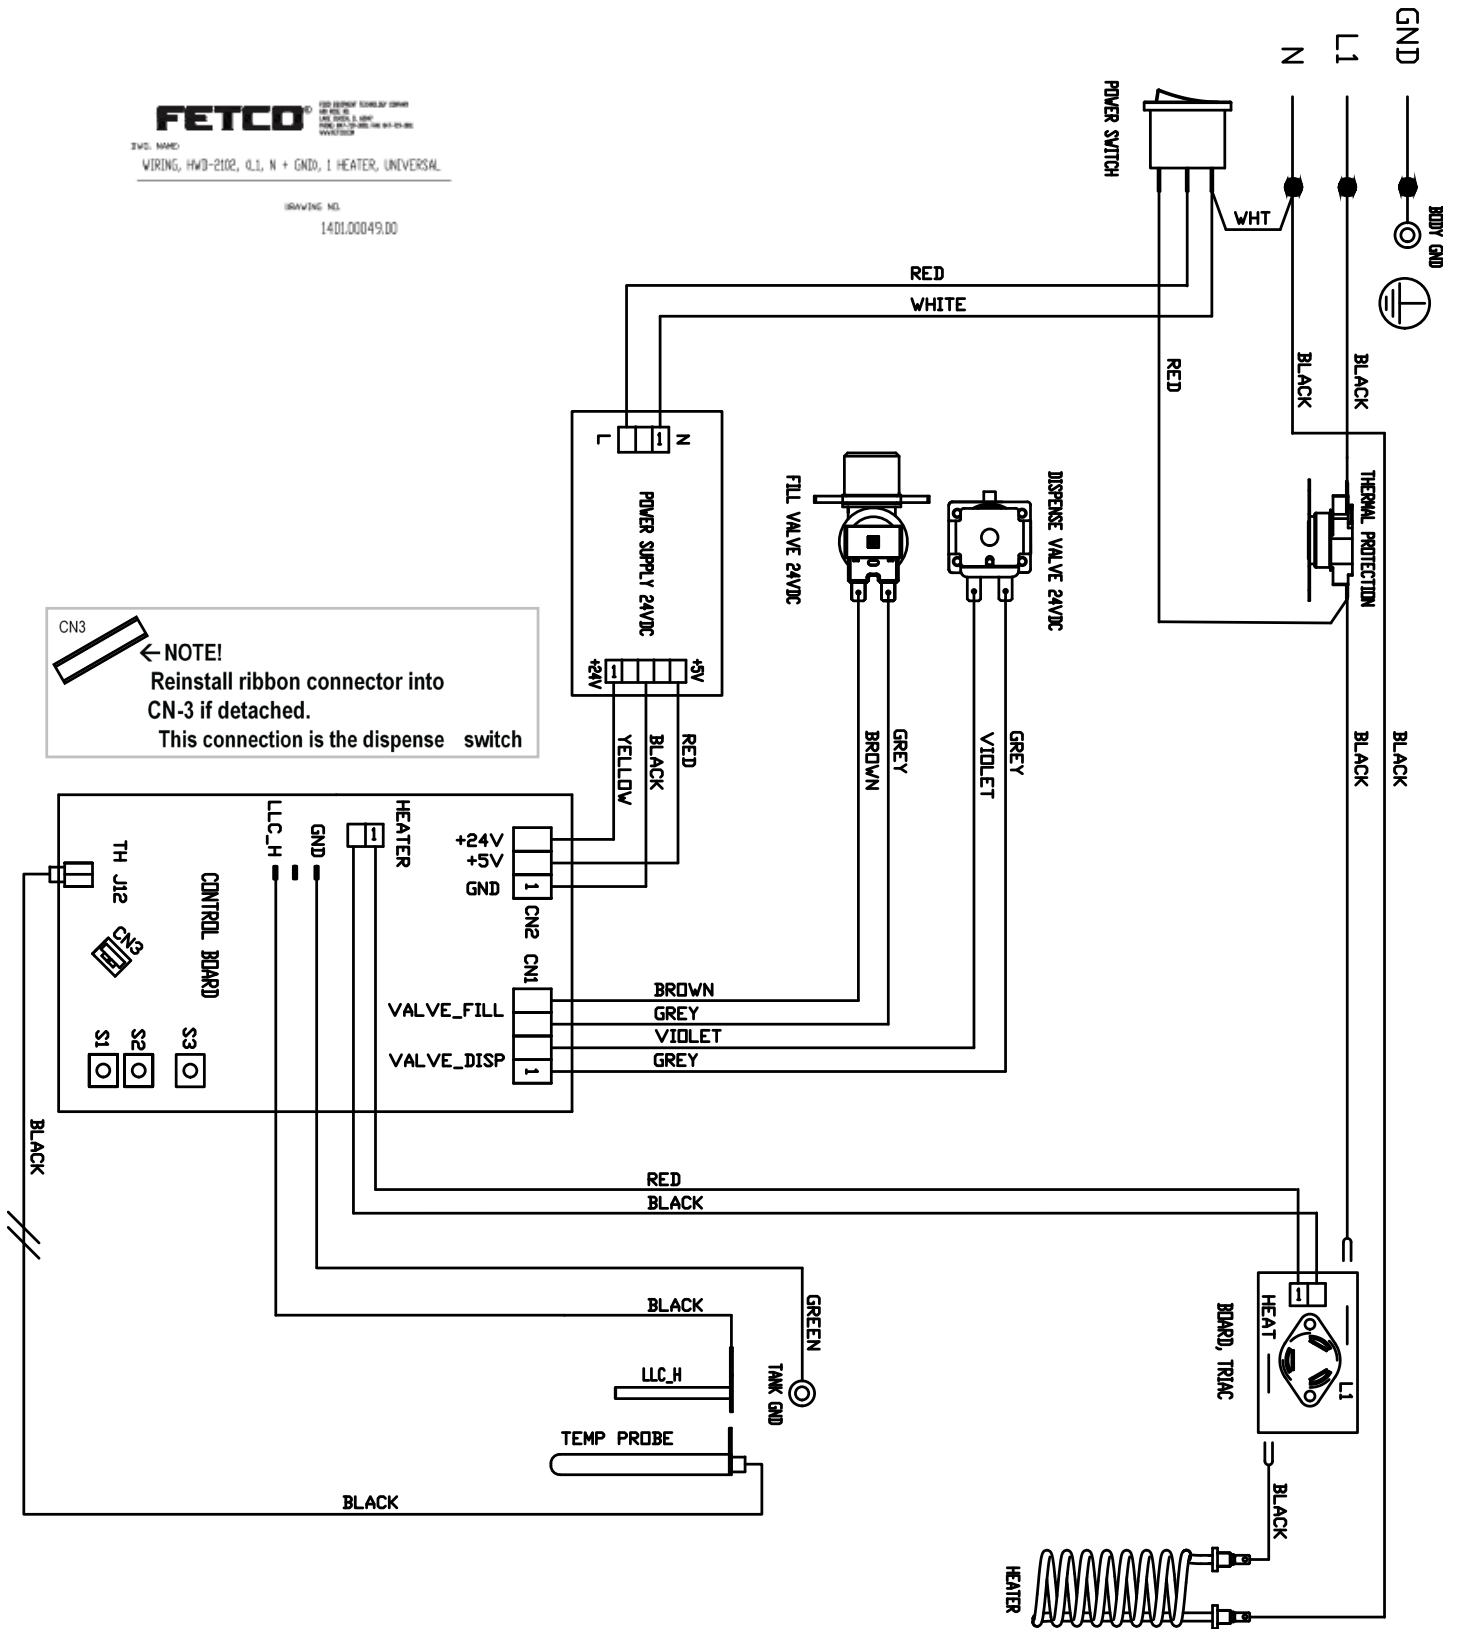 GND
L1
N
FETCO®
WIRING, HWD-2102, (L1, N + GND), 1 HEATER, UNIVERSAL
DRAWING NO.
1401.00049.00
POWER SWITCH
WHT
BODY GND
RED
WHITE
RED
BLACK
BLACK
L
1
N
POWER SUPPLY 24VDC
+24V
1
+5V
FILL VALVE 24VDC
DISPENSE VALVE 24VDC
THERMAL PROTECTION
CN3
← NOTE!
Reinstall ribbon connector into
CN-3 if detached.
This connection is the dispense switch
YELLOW
BLACK
RED
BROWN
GREY
VIOLET
GREY
BLACK
BLACK
LLC_H
GND
1
HEATER
+24V
+5V
GND
1
CN2
CN1
TH J12
CN3
CONTROL BOARD
S1
S2
S3
VALVE_FILL
VALVE_DISP
1
BROWN
GREY
VIOLET
GREY
BLACK
RED
BLACK
BLACK
GREEN
LLC_H
TANK GND
TEMP PROBE
BLACK
1
HEAT
L1
BOARD, TRIAC
BLACK
HEATER